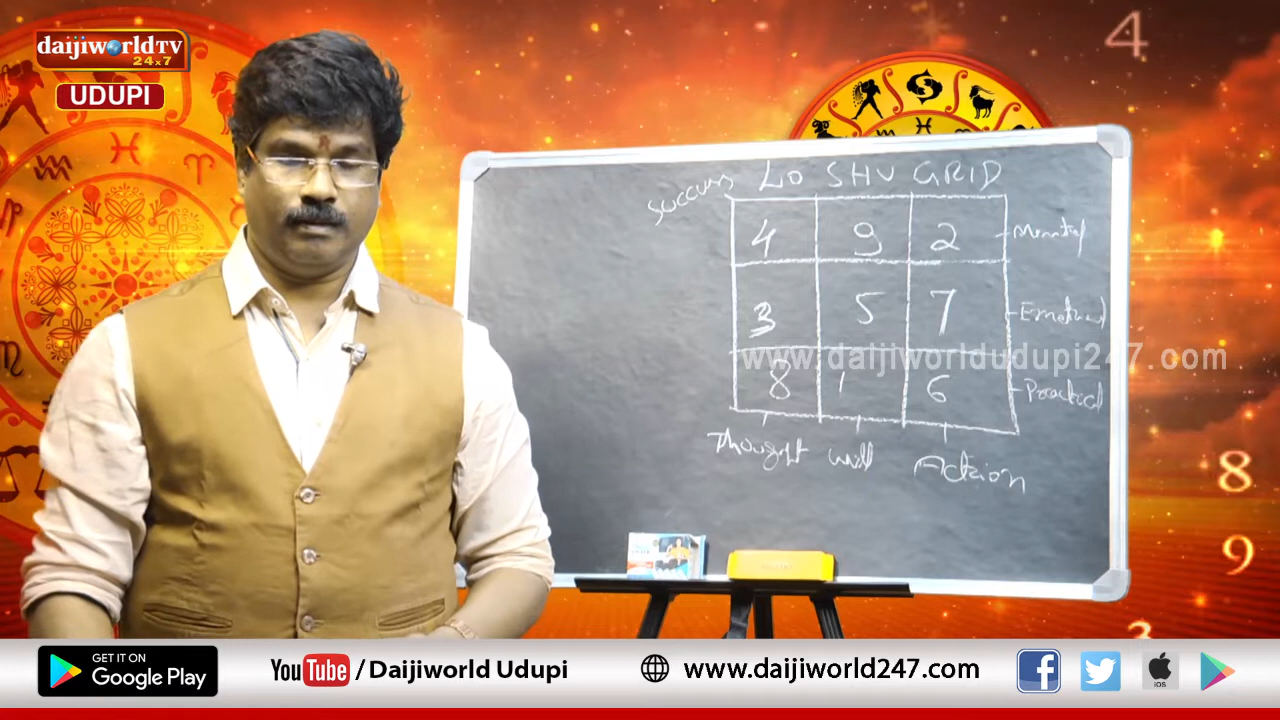 daijiworldTV
24x7
UDUPI
4
success
LO SHU GRID
4 9 2 - Mental
3 5 7 - Emotional
8 1 6 - Practical
Thought will Action
www.daijiworldudupi247.com
8
9
3
GET IT ON
Google Play
YouTube / Daijiworld Udupi
www.daijiworld247.com
iOS